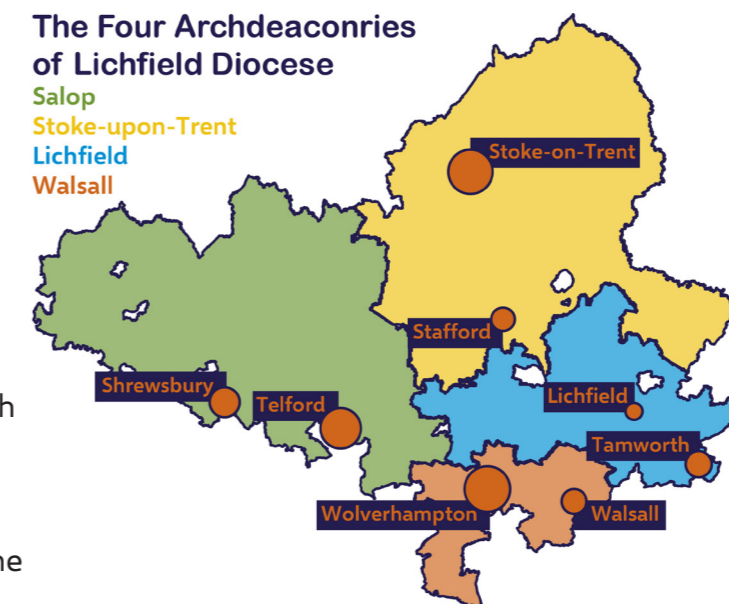 The Four Archdeaconries
of Lichfield Diocese
Salop
Stoke-upon-Trent
Lichfield
Walsall
Stoke-on-Trent
Stafford
Shrewsbury
Telford
Lichfield
Tamworth
Wolverhampton
Walsall